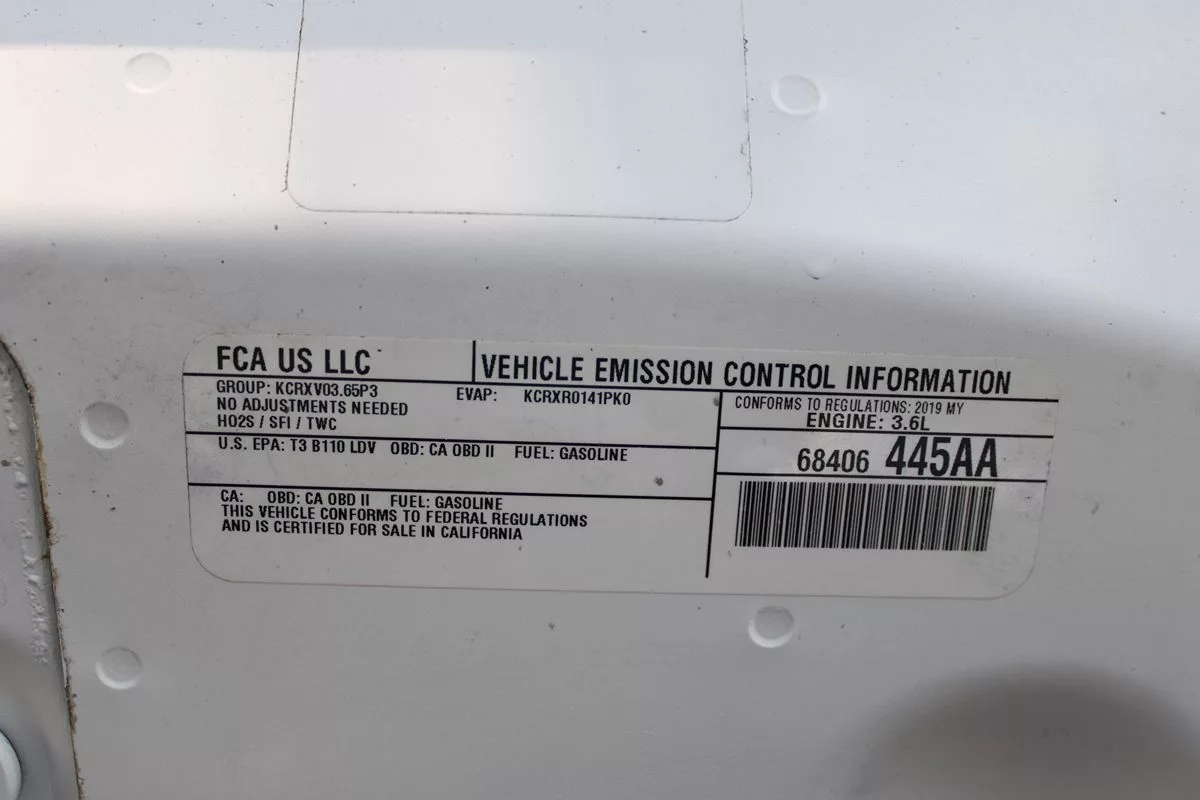 FCA US LLC
VEHICLE EMISSION CONTROL INFORMATION
GROUP: KCRXV03.65P3 EVAP: KCRXR0141PK0
NO ADJUSTMENTS NEEDED
HO2S / SFI / TWC
CONFORMS TO REGULATIONS: 2019 MY
ENGINE: 3.6L
U.S. EPA: T3 B110 LDV OBD: CA OBD II FUEL: GASOLINE
68406 445AA
CA: OBD: CA OBD II FUEL: GASOLINE
THIS VEHICLE CONFORMS TO FEDERAL REGULATIONS
AND IS CERTIFIED FOR SALE IN CALIFORNIA